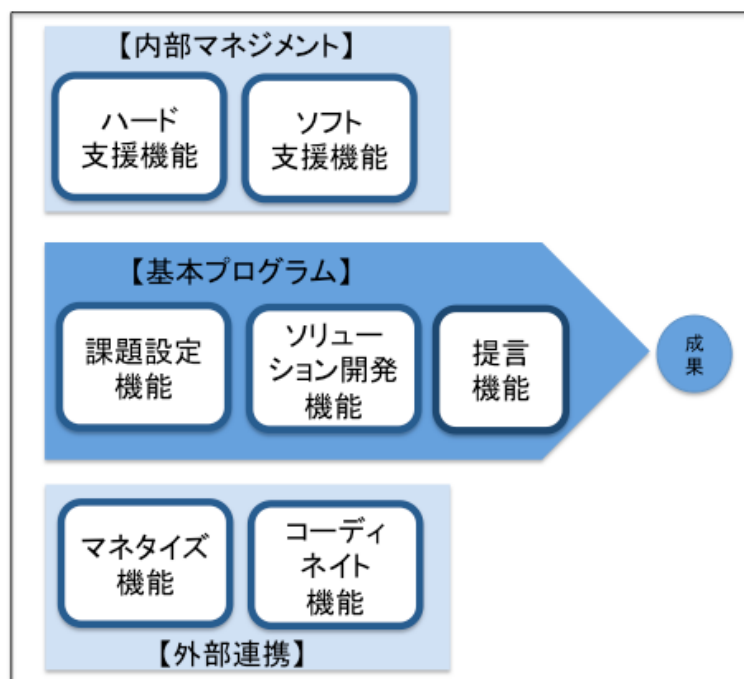 【内部マネジメント】
ハード
支援機能
ソフト
支援機能
【基本プログラム】
課題設定
機能
ソリュー
ション開発
機能
提言
機能
成
果
マネタイズ
機能
コーディ
ネイト
機能
【外部連携】